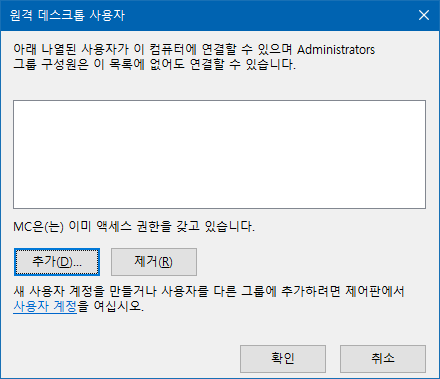 원격 데스크톱 사용자
아래 나열된 사용자가 이 컴퓨터에 연결할 수 있으며 Administrators
그룹 구성원은 이 목록에 없어도 연결할 수 있습니다.
MC은(는) 이미 액세스 권한을 갖고 있습니다.
추가(D)... 제거(R)
새 사용자 계정을 만들거나 사용자를 다른 그룹에 추가하려면 제어판에서
사용자 계정을 여십시오.
확인 취소